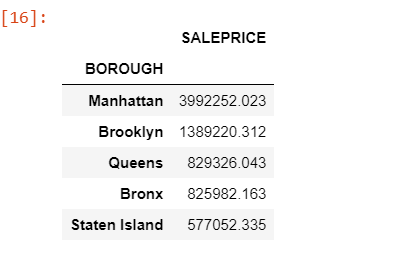 [16]:
SALEPRICE
BOROUGH
Manhattan 3992252.023
Brooklyn 1389220.312
Queens 829326.043
Bronx 825982.163
Staten Island 577052.335